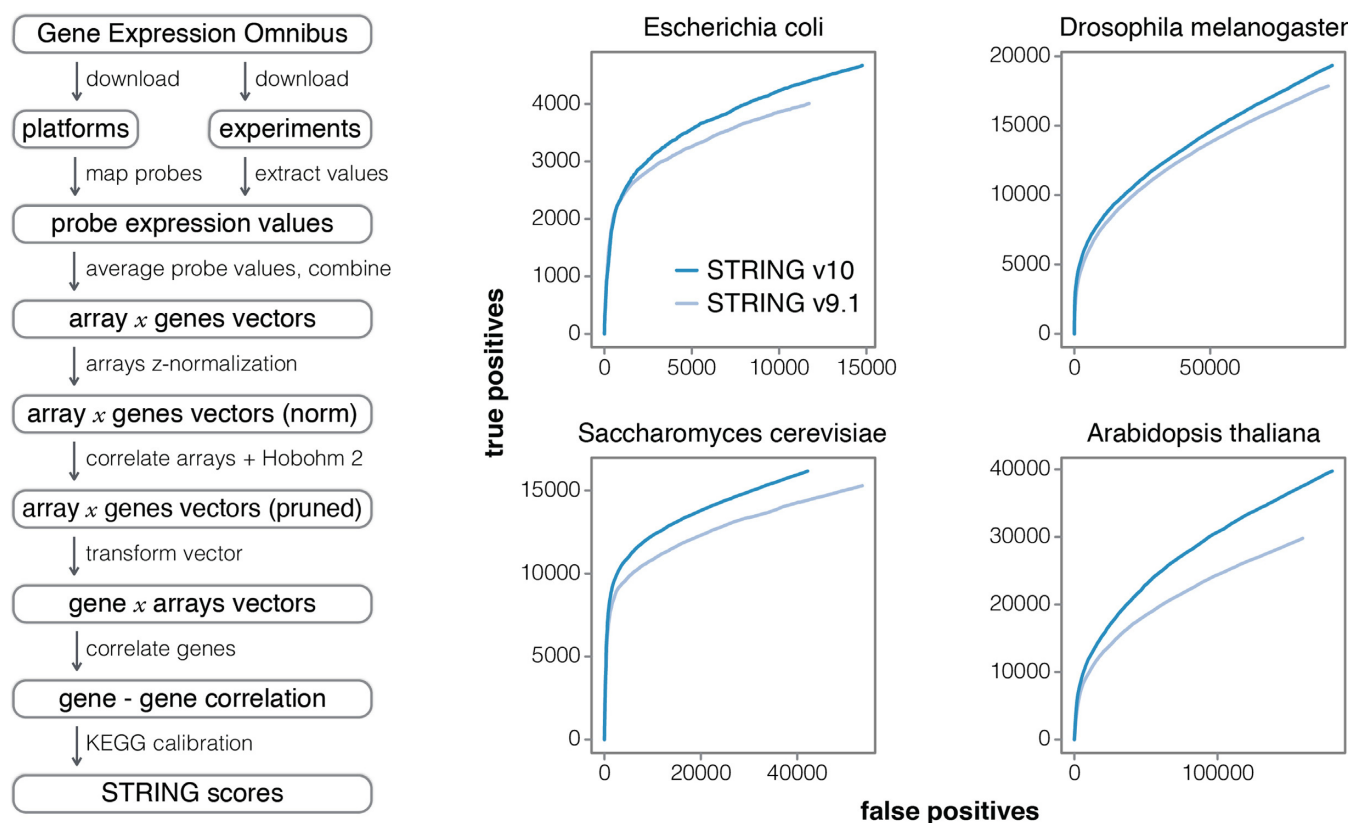 Gene Expression Omnibus
download
download
platforms
experiments
map probes
extract values
probe expression values
average probe values, combine
array x genes vectors
arrays z-normalization
array x genes vectors (norm)
correlate arrays + Hobohm 2
array x genes vectors (pruned)
transform vector
gene x arrays vectors
correlate genes
gene - gene correlation
KEGG calibration
STRING scores
true positives
Escherichia coli
4000
3000
2000
1000
0
STRING v10
STRING v9.1
0 5000 10000 15000
Drosophila melanogaster
20000
15000
10000
5000
0
0 50000
Saccharomyces cerevisiae
15000
10000
5000
0
0 20000 40000
Arabidopsis thaliana
40000
30000
20000
10000
0
0 100000
false positives